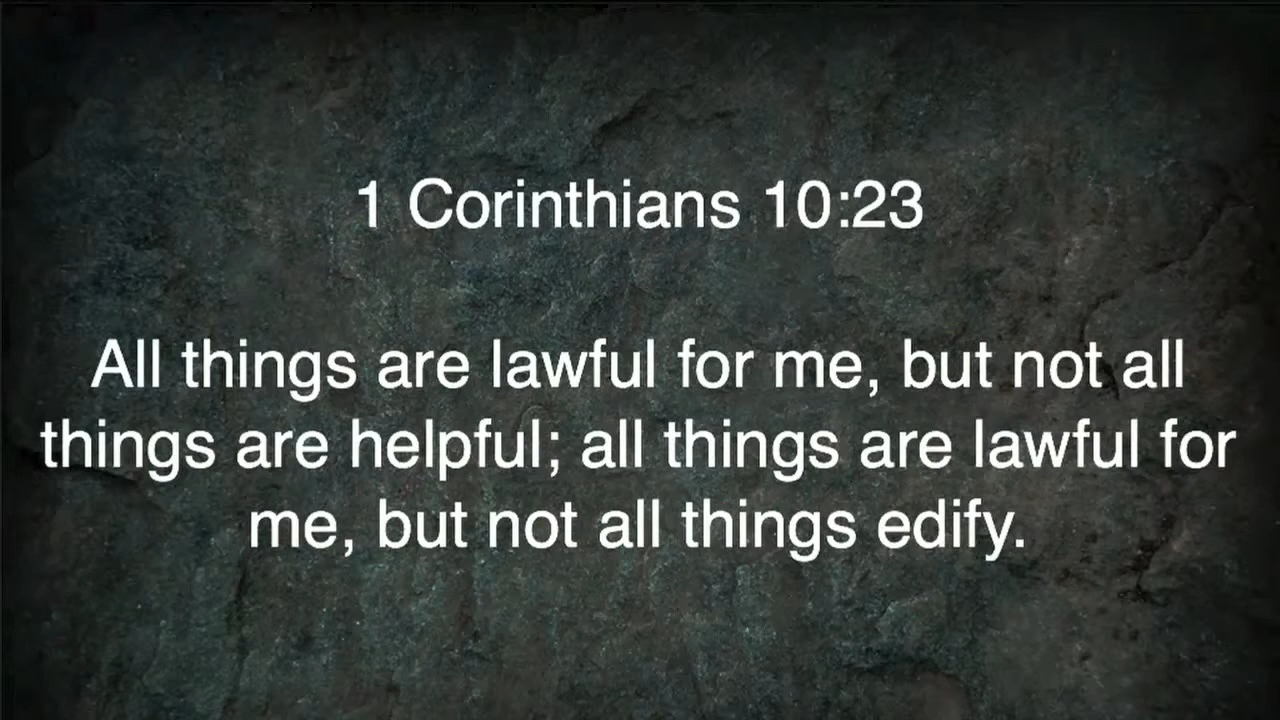 1 Corinthians 10:23
All things are lawful for me, but not all
things are helpful; all things are lawful for
me, but not all things edify.